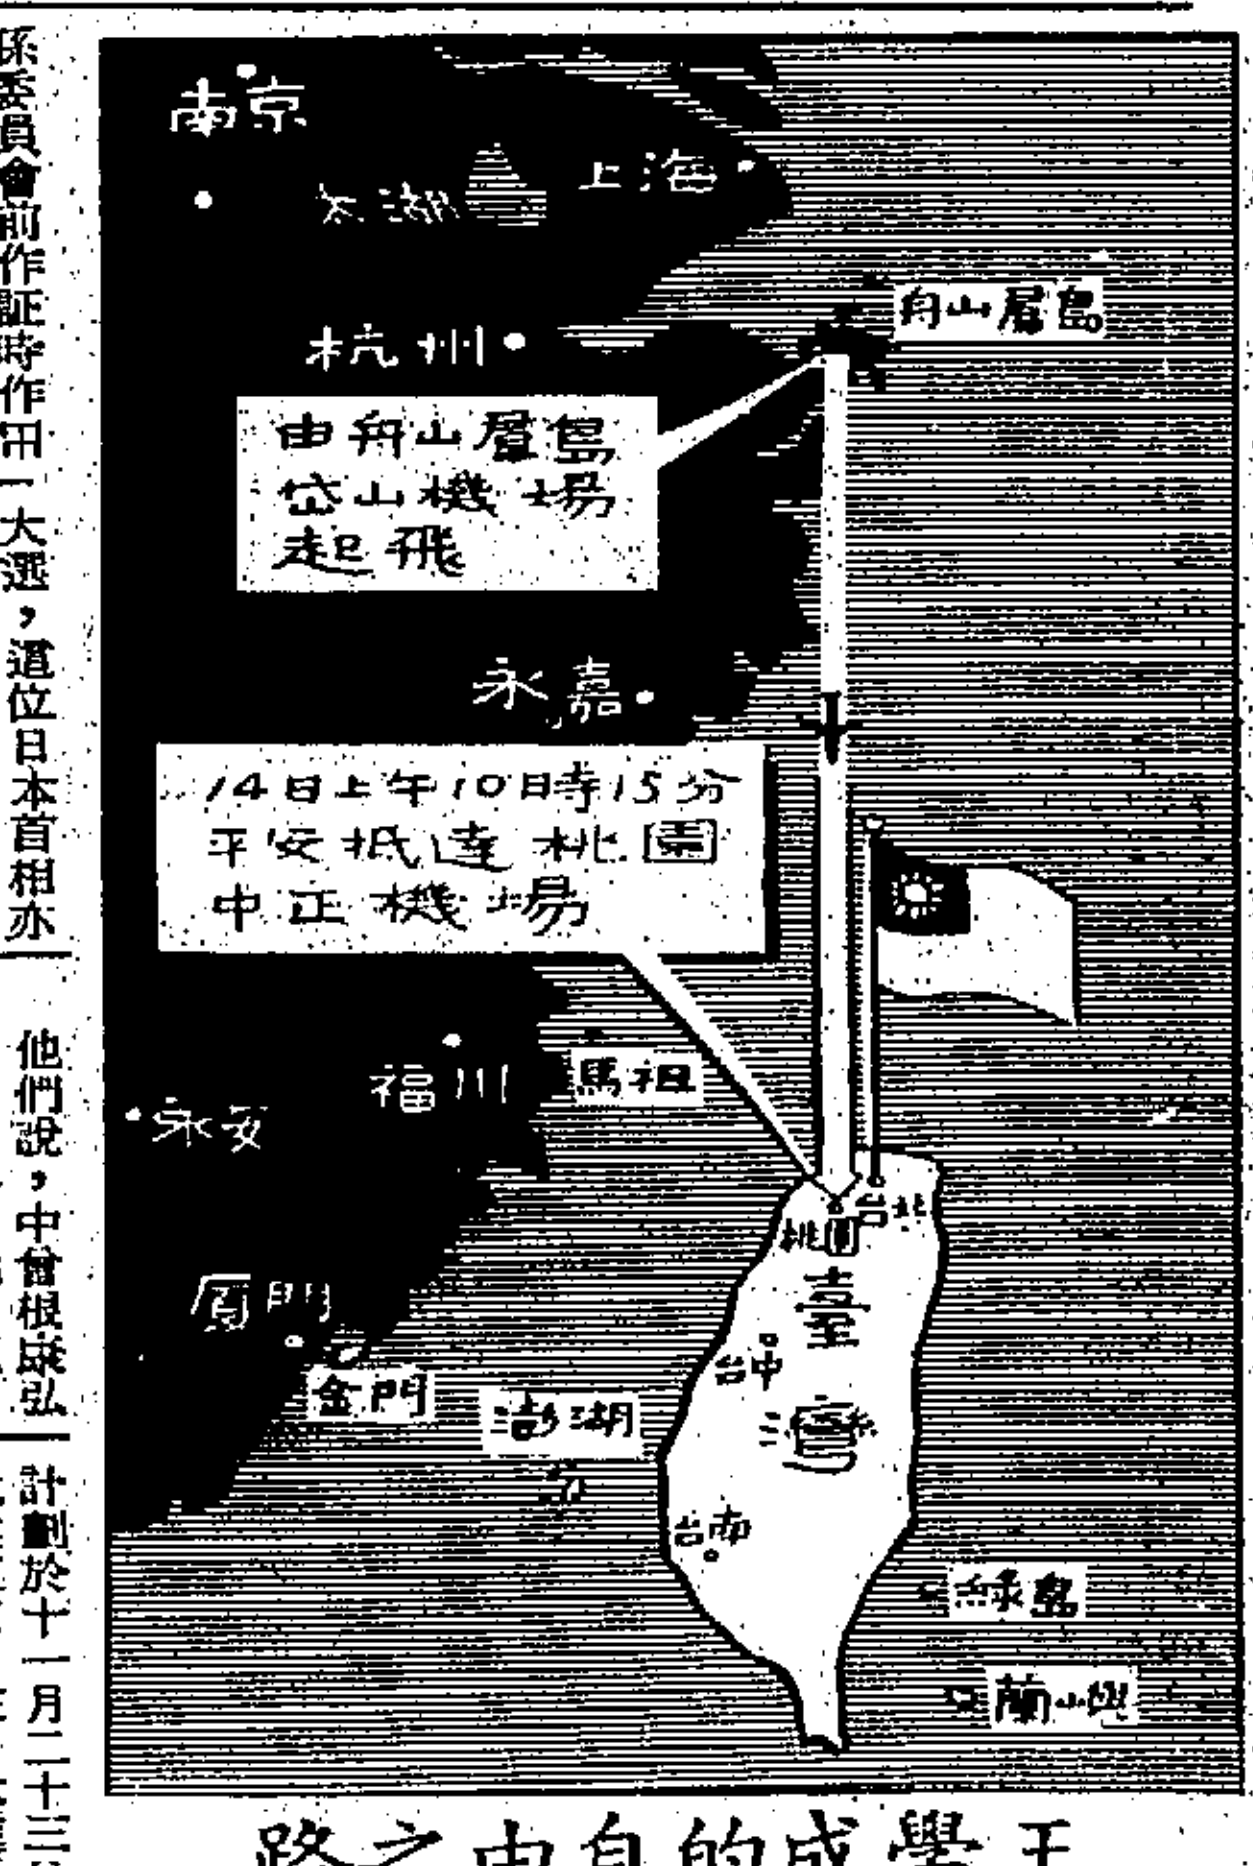 南京
太湖
上海
舟山層島
杭州
由舟山層島
岱山機場
起飛
永嘉
14日上午10時15分
平安抵達桃園
中正機場
福州
馬祖
永安
台北
桃園
臺
台中
廈門
金門
澎湖
灣
台南
綠島
蘭山嶼
王學成的自由之路
係委員會前作証時作出
大選，這位日本首相亦
他們說，中曾根康弘
計劃於十一月二十三